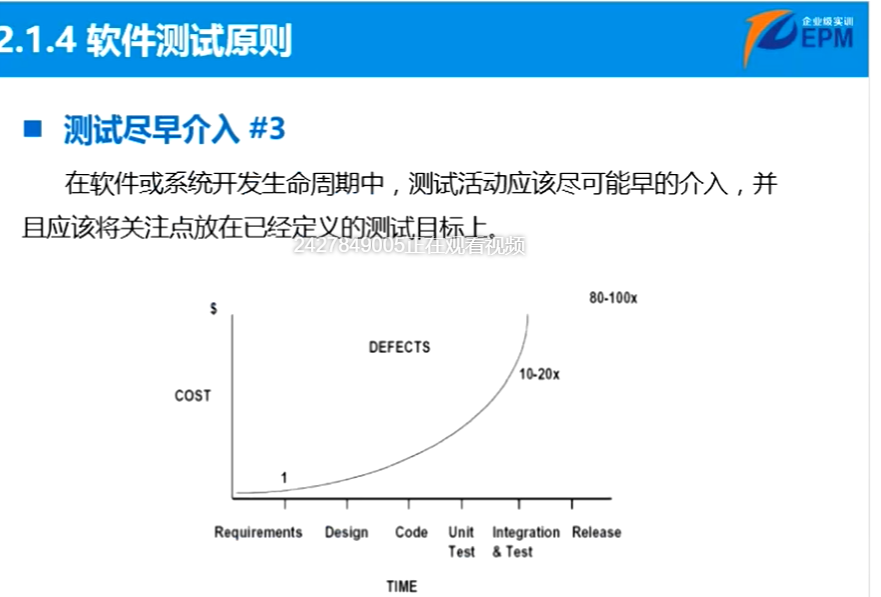 2.1.4 软件测试原则
企业级实训
EPM
测试尽早介入 #3
在软件或系统开发生命周期中，测试活动应该尽可能早的介入，并
且应该将关注点放在已经定义的测试目标上。
2427849005正在观看视频
$
80-100x
DEFECTS
10-20x
COST
1
Requirements Design Code Unit Integration Release
Test & Test
TIME